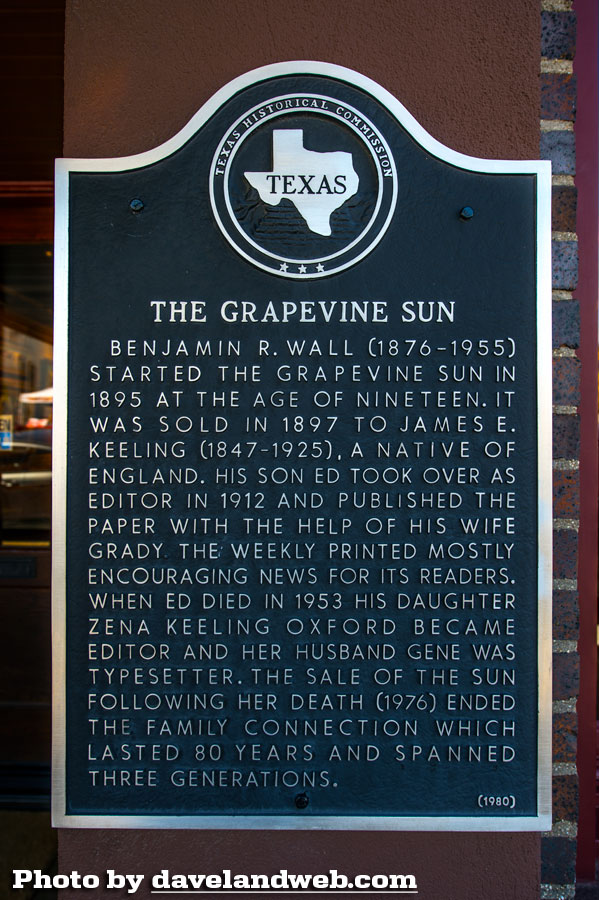 TEXAS HISTORICAL COMMISSION
TEXAS
THE GRAPEVINE SUN
BENJAMIN R. WALL (1876-1955)
STARTED THE GRAPEVINE SUN IN
1895 AT THE AGE OF NINETEEN. IT
WAS SOLD IN 1897 TO JAMES E.
KEELING (1847-1925), A NATIVE OF
ENGLAND. HIS SON ED TOOK OVER AS
EDITOR IN 1912 AND PUBLISHED THE
PAPER WITH THE HELP OF HIS WIFE
GRADY. THE WEEKLY PRINTED MOSTLY
ENCOURAGING NEWS FOR ITS READERS.
WHEN ED DIED IN 1953 HIS DAUGHTER
ZENA KEELING OXFORD BECAME
EDITOR AND HER HUSBAND GENE WAS
TYPESETTER. THE SALE OF THE SUN
FOLLOWING HER DEATH (1976) ENDED
THE FAMILY CONNECTION WHICH
LASTED 80 YEARS AND SPANNED
THREE GENERATIONS.
(1980)
Photo by davelandweb.com